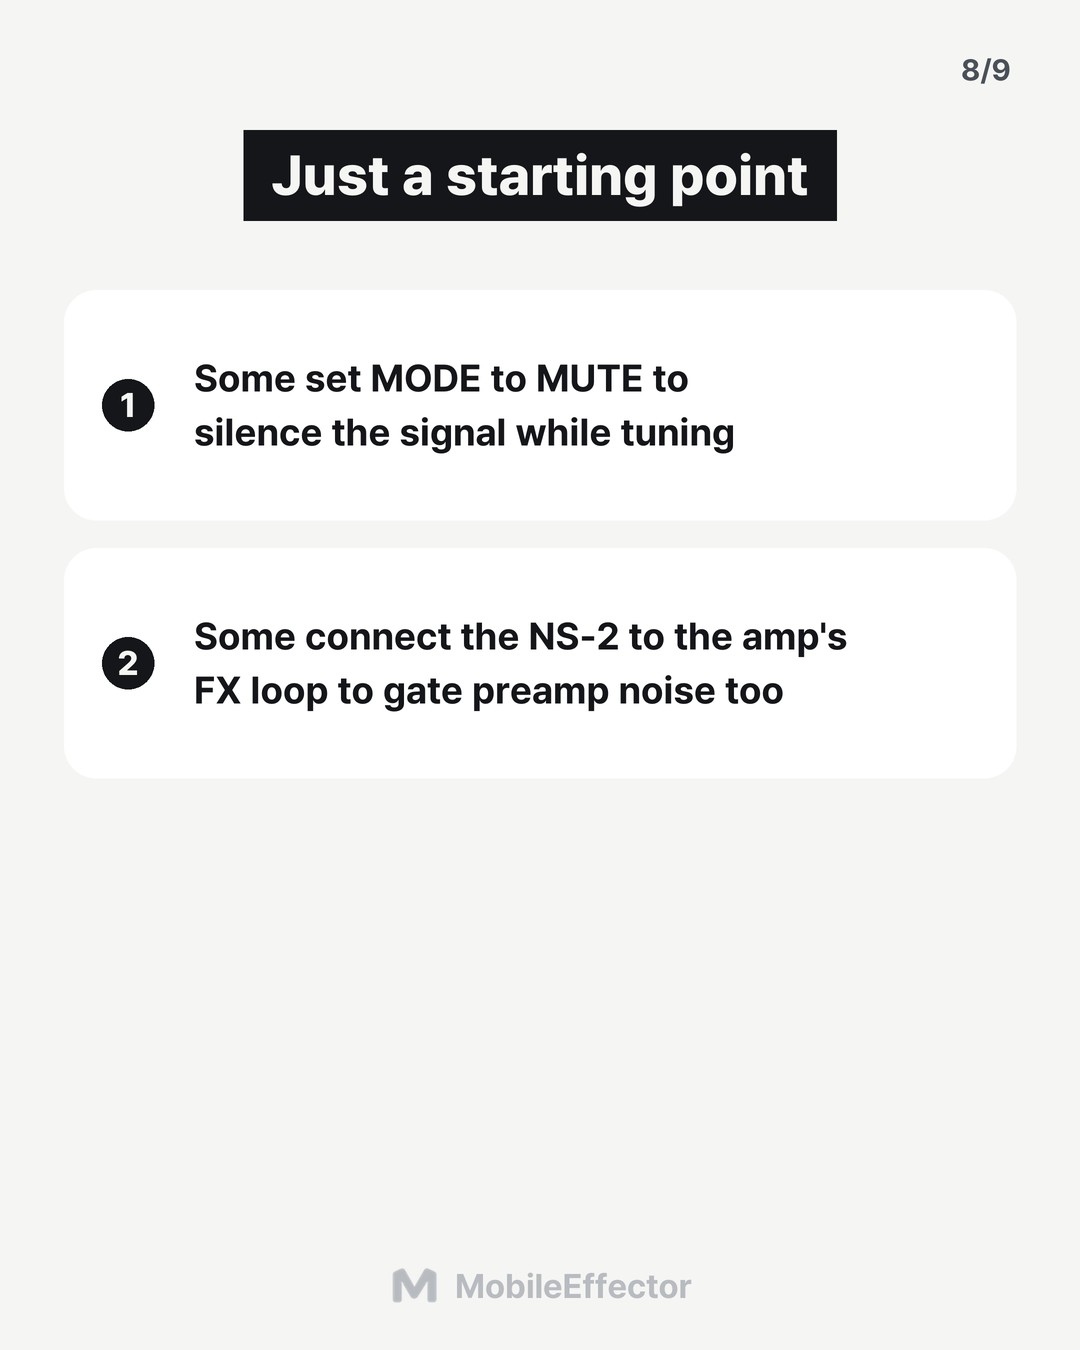 8/9
Just a starting point
1
Some set MODE to MUTE to
silence the signal while tuning
2
Some connect the NS-2 to the amp's
FX loop to gate preamp noise too
MobileEffector